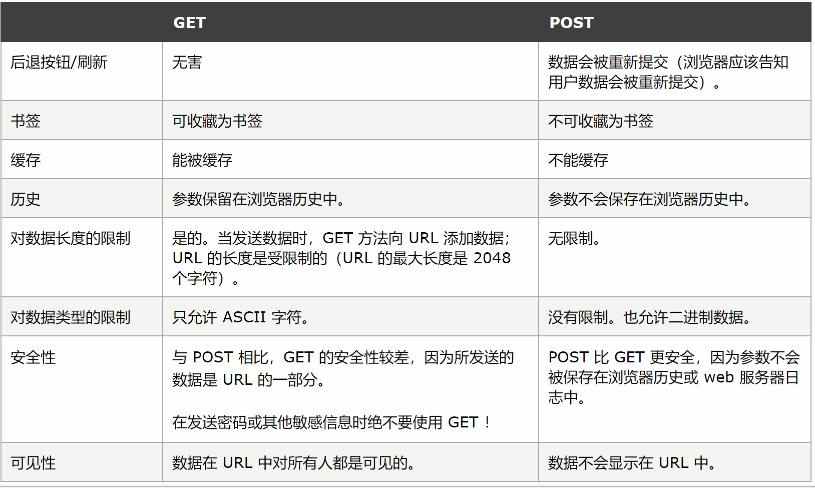 GET POST
后退按钮/刷新 无害 数据会被重新提交（浏览器应该告知
用户数据会被重新提交）。
书签 可收藏为书签 不可收藏为书签
缓存 能被缓存 不能缓存
历史 参数保留在浏览器历史中。 参数不会保存在浏览器历史中。
对数据长度的限制 是的。当发送数据时，GET 方法向 URL 添加数据； 无限制。
URL 的长度是受限制的（URL 的最大长度是 2048
个字符）。
对数据类型的限制 只允许 ASCII 字符。 没有限制。也允许二进制数据。
安全性 与 POST 相比，GET 的安全性较差，因为所发送的 POST 比 GET 更安全，因为参数不会
数据是 URL 的一部分。 被保存在浏览器历史或 web 服务器日
志中。
在发送密码或其他敏感信息时绝不要使用 GET ！
可见性 数据在 URL 中对所有人都是可见的。 数据不会显示在 URL 中。